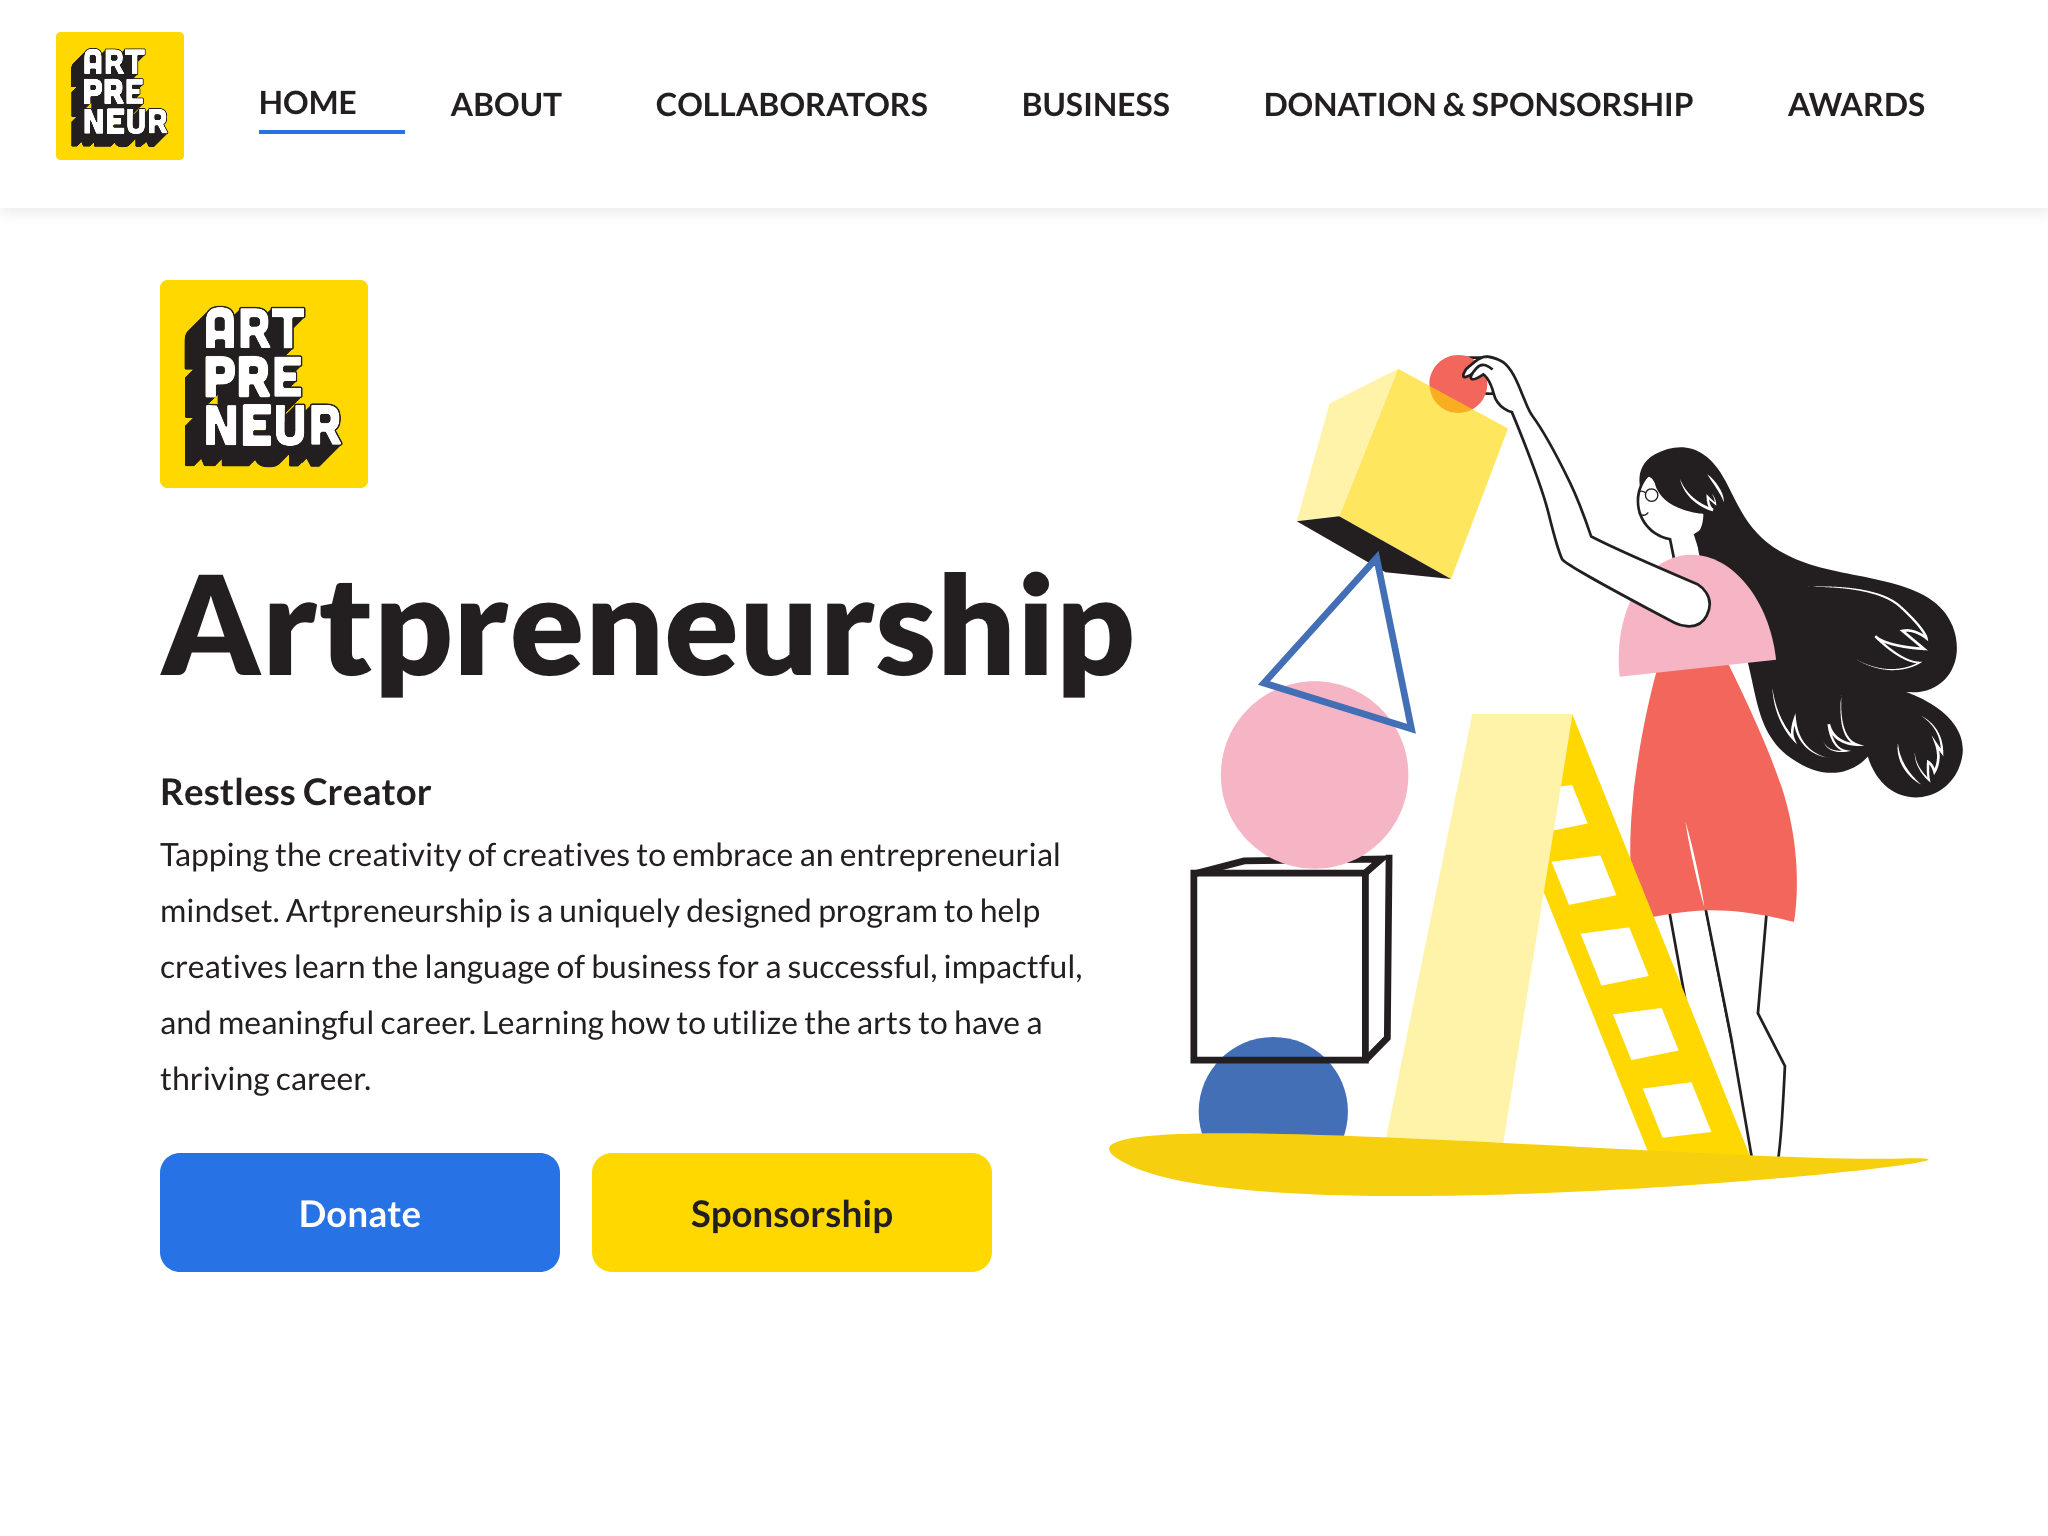 ART
PRE
NEUR
HOME
ABOUT
COLLABORATORS
BUSINESS
DONATION & SPONSORSHIP
AWARDS
ART
PRE
NEUR
Artpreneurship
Restless Creator
Tapping the creativity of creatives to embrace an entrepreneurial
mindset. Artpreneurship is a uniquely designed program to help
creatives learn the language of business for a successful, impactful,
and meaningful career. Learning how to utilize the arts to have a
thriving career.
Donate
Sponsorship